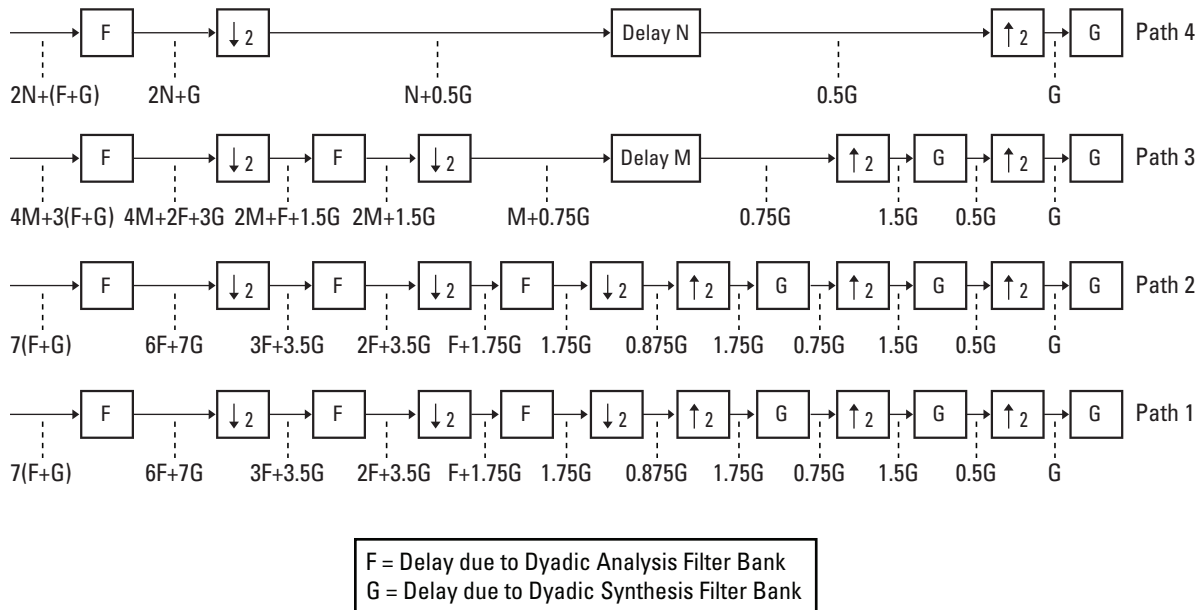 F ↓2 Delay N ↑2 G Path 4
2N+(F+G) 2N+G N+0.5G 0.5G G
F ↓2 F ↓2 Delay M ↑2 G ↑2 G Path 3
4M+3(F+G) 4M+2F+3G 2M+F+1.5G 2M+1.5G M+0.75G 0.75G 1.5G 0.5G G
F ↓2 F ↓2 F ↓2 ↑2 G ↑2 G ↑2 G Path 2
7(F+G) 6F+7G 3F+3.5G 2F+3.5G F+1.75G 1.75G 0.875G 1.75G 0.75G 1.5G 0.5G G
F ↓2 F ↓2 F ↓2 ↑2 G ↑2 G ↑2 G Path 1
7(F+G) 6F+7G 3F+3.5G 2F+3.5G F+1.75G 1.75G 0.875G 1.75G 0.75G 1.5G 0.5G G
F = Delay due to Dyadic Analysis Filter Bank
G = Delay due to Dyadic Synthesis Filter Bank